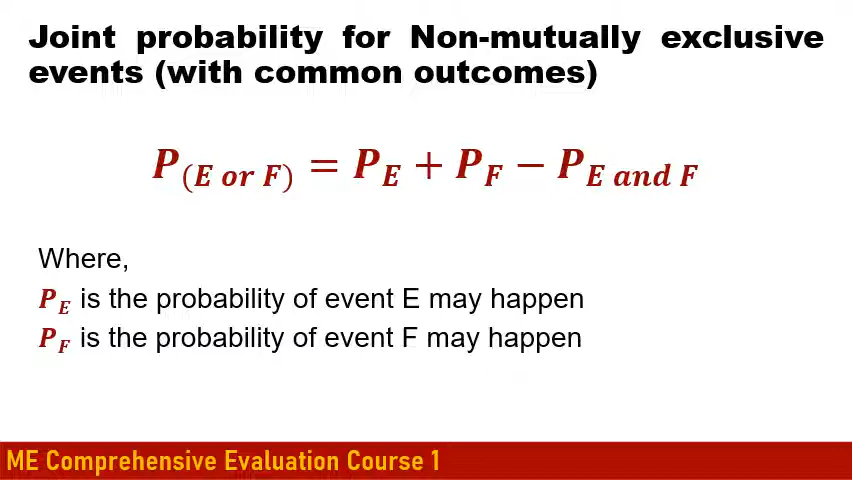 Joint probability for Non-mutually exclusive
events (with common outcomes)
P(E or F) = PE + PF − PE and F
Where,
PE is the probability of event E may happen
PF is the probability of event F may happen
ME Comprehensive Evaluation Course 1